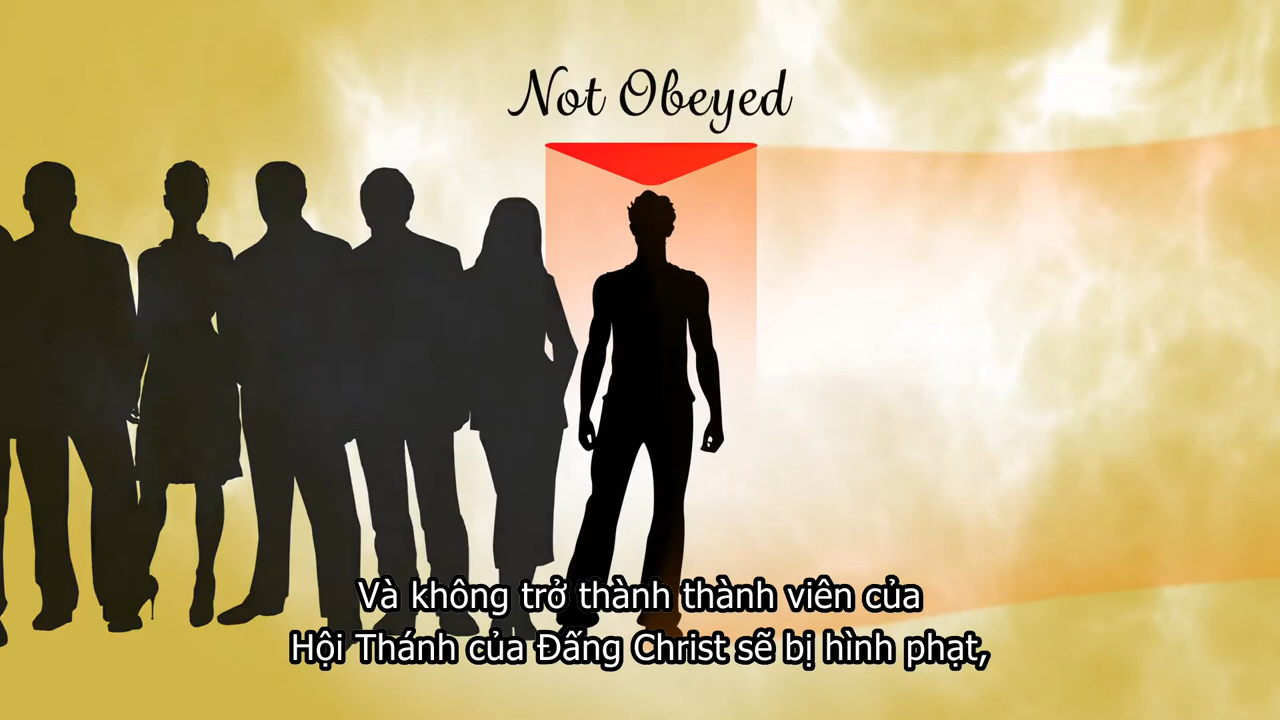 Not Obeyed
Và không trở thành thành viên của
Hội Thánh của Đấng Christ sẽ bị hình phạt,